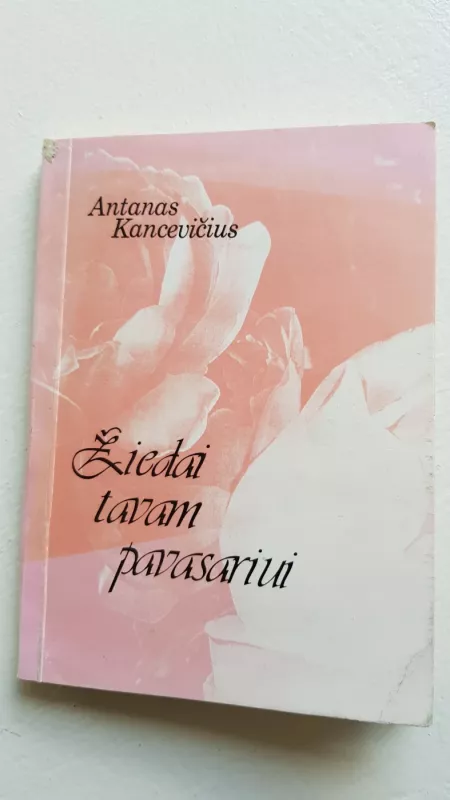 Antanas
Kancevičius
Žiedai
tavam
pavasariui